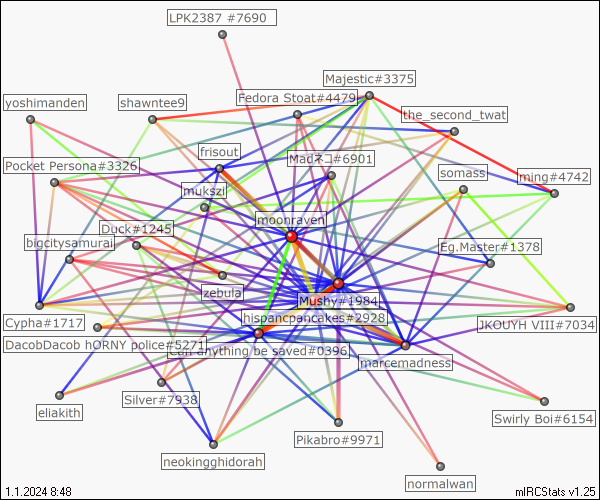 LPK2387 #7690
Majestic#3375
Fedora Stoat#4479
yoshimanden
shawntee9
the_second_twat
frisout
Madネコ#6901
Pocket Persona#3326
somass
ming#4742
mukszi
moonraven
Duck#1245
bigcitysamurai
Eg.Master#1378
zebula
Mushy#1984
hispancpancakes#2928
Cypha#1717
JKOUYH VIII#7034
DacobDacob hORNY police#5271
Can anything be saved#0396
marcemadness
eliakith
Silver#7938
Swirly Boi#6154
Pikabro#9971
neokingghidorah
normalwan
1.1.2024 8:48
mIRCStats v1.25